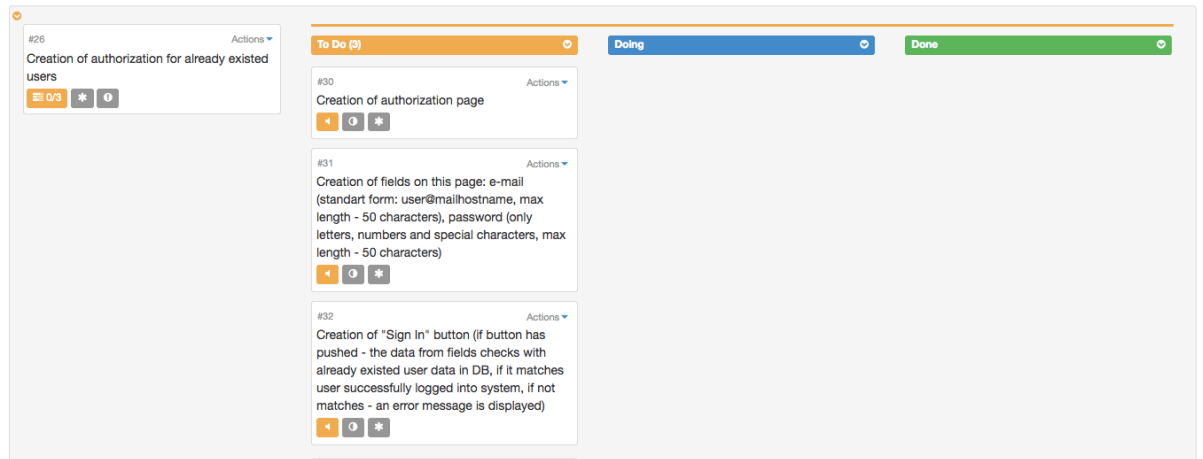 #26 Actions
Creation of authorization for already existed
users
0/3
To Do (3)
Doing
Done
#30 Actions
Creation of authorization page
#31 Actions
Creation of fields on this page: e-mail
(standart form: user@mailhostname, max
length - 50 characters), password (only
letters, numbers and special characters, max
length - 50 characters)
#32 Actions
Creation of "Sign In" button (if button has
pushed - the data from fields checks with
already existed user data in DB, if it matches
user successfully logged into system, if not
matches - an error message is displayed)